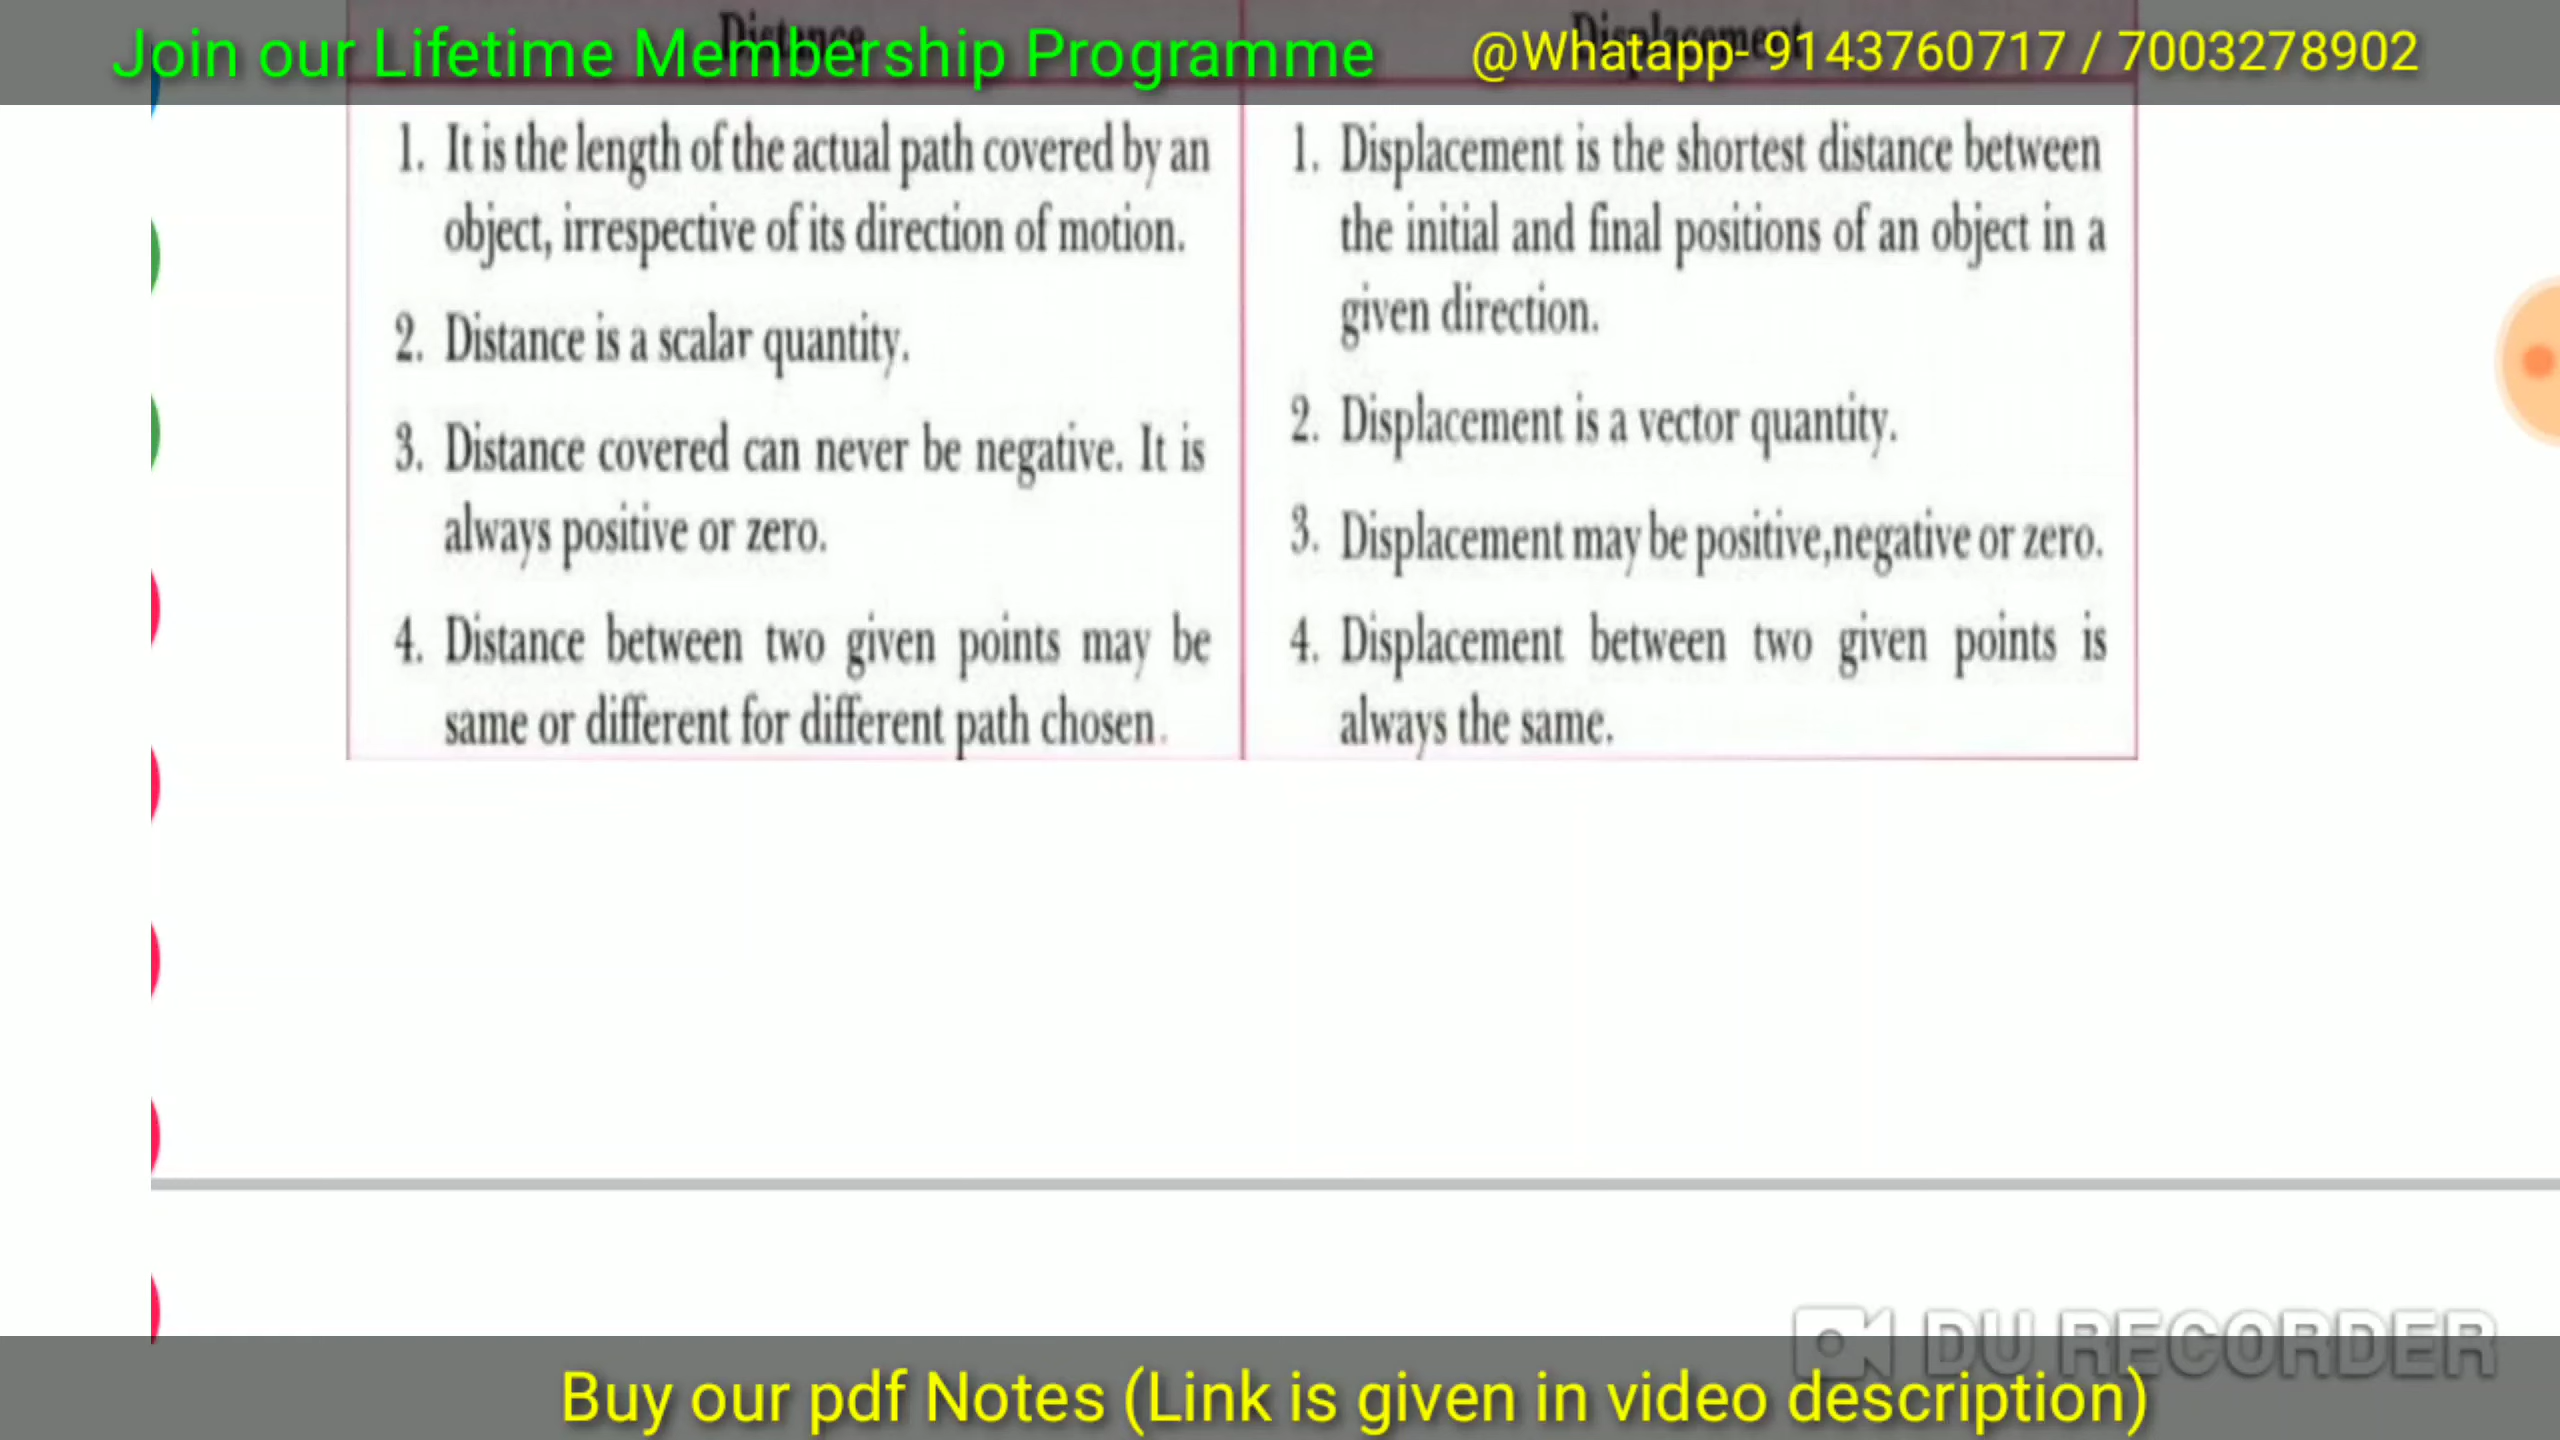 Distance
Displacement
Join our Lifetime Membership Programme
@Whatapp- 9143760717 / 7003278902
1. It is the length of the actual path covered by an
object, irrespective of its direction of motion.
2. Distance is a scalar quantity.
3. Distance covered can never be negative. It is
always positive or zero.
4. Distance between two given points may be
same or different for different path chosen.
1. Displacement is the shortest distance between
the initial and final positions of an object in a
given direction.
2. Displacement is a vector quantity.
3. Displacement may be positive,negative or zero.
4. Displacement between two given points is
always the same.
DU RECORDER
Buy our pdf Notes (Link is given in video description)